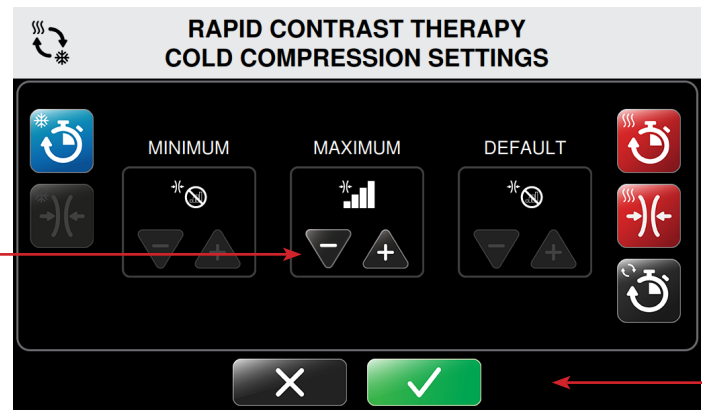 RAPID CONTRAST THERAPY
COLD COMPRESSION SETTINGS
MINIMUM
MAXIMUM
DEFAULT